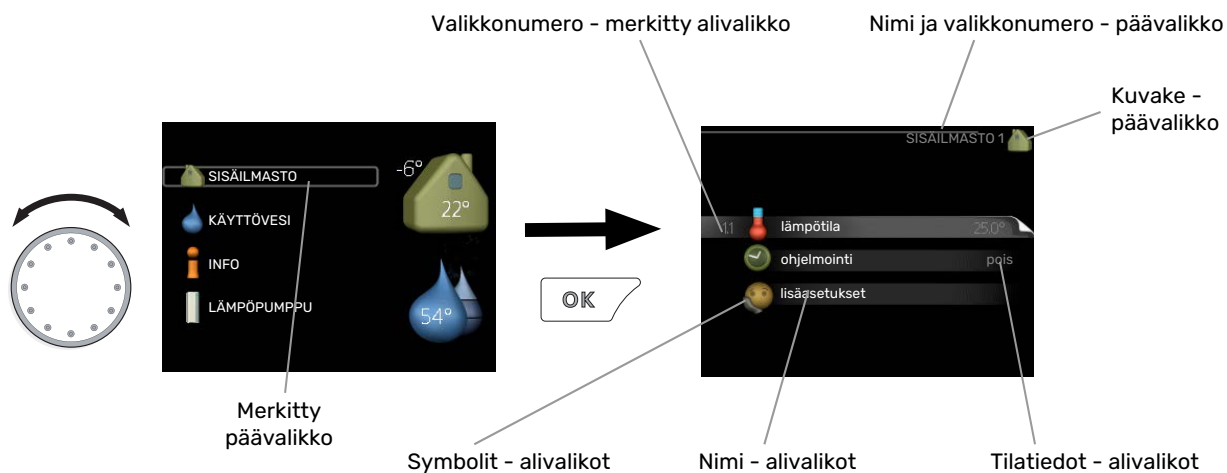 Valikkonumero - merkitty alivalikko
Nimi ja valikkonumero - päävalikko
Kuvake -
päävalikko
SISÄILMASTO
-6°
22°
KÄYTTÖVESI
INFO
LÄMPÖPUMPPU
54°
OK
SISÄILMASTO 1
1.1 lämpötila 25.0°
ohjelmointi pois
lisäasetukset
Merkitty
päävalikko
Symbolit - alivalikot
Nimi - alivalikot
Tilatiedot - alivalikot